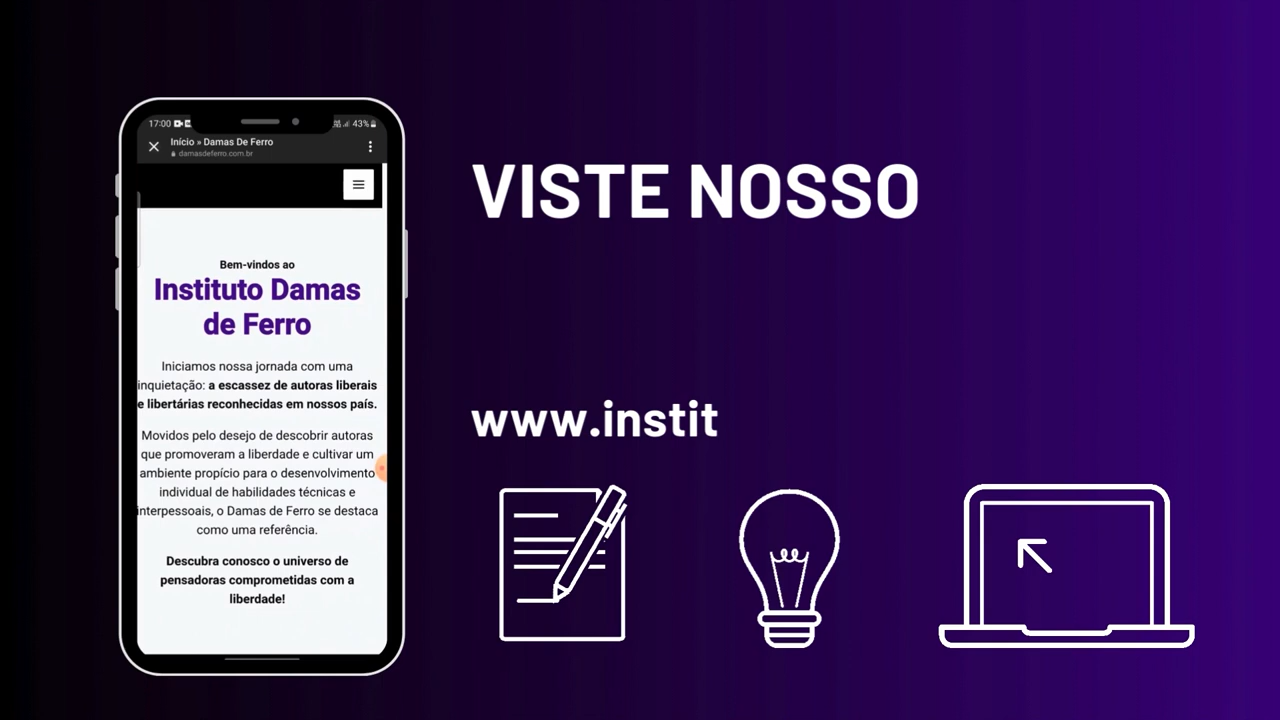 17:00
43%
Início » Damas De Ferro
damasdeferro.com.br
Bem-vindos ao
Instituto Damas
de Ferro
Iniciamos nossa jornada com uma
inquietação: a escassez de autoras liberais
e libertárias reconhecidas em nossos país.
Movidos pelo desejo de descobrir autoras
que promoveram a liberdade e cultivar um
ambiente propício para o desenvolvimento
individual de habilidades técnicas e
interpessoais, o Damas de Ferro se destaca
como uma referência.
Descubra conosco o universo de
pensadoras comprometidas com a
liberdade!
VISTE NOSSO
www.instit